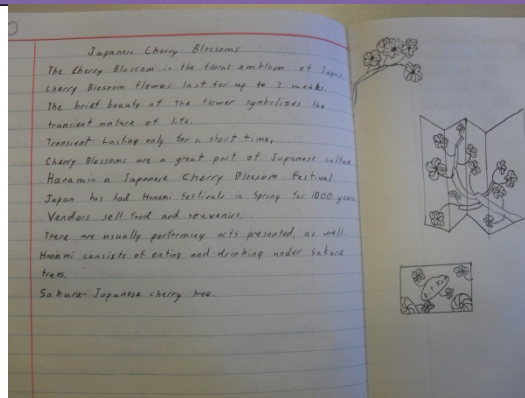 Japanese Cherry Blossoms
The Cherry Blossom is the floral emblem of Japan.
Cherry Blossom flowers last for up to 2 weeks.
The brief beauty of the flower symbolizes the
transient nature of life.
Transient: Lasting only for a short time.
Cherry Blossoms are a great part of Japanese culture
Hanami: a Japanese Cherry Blossom Festival
Japan has had Hanami festivals in Spring for 1000 years
Vendors sell food and souvenirs.
There are usually performing arts presented, as well.
Hanami consists of eating and drinking under Sakura
trees.
Sakura- Japanese cherry tree.